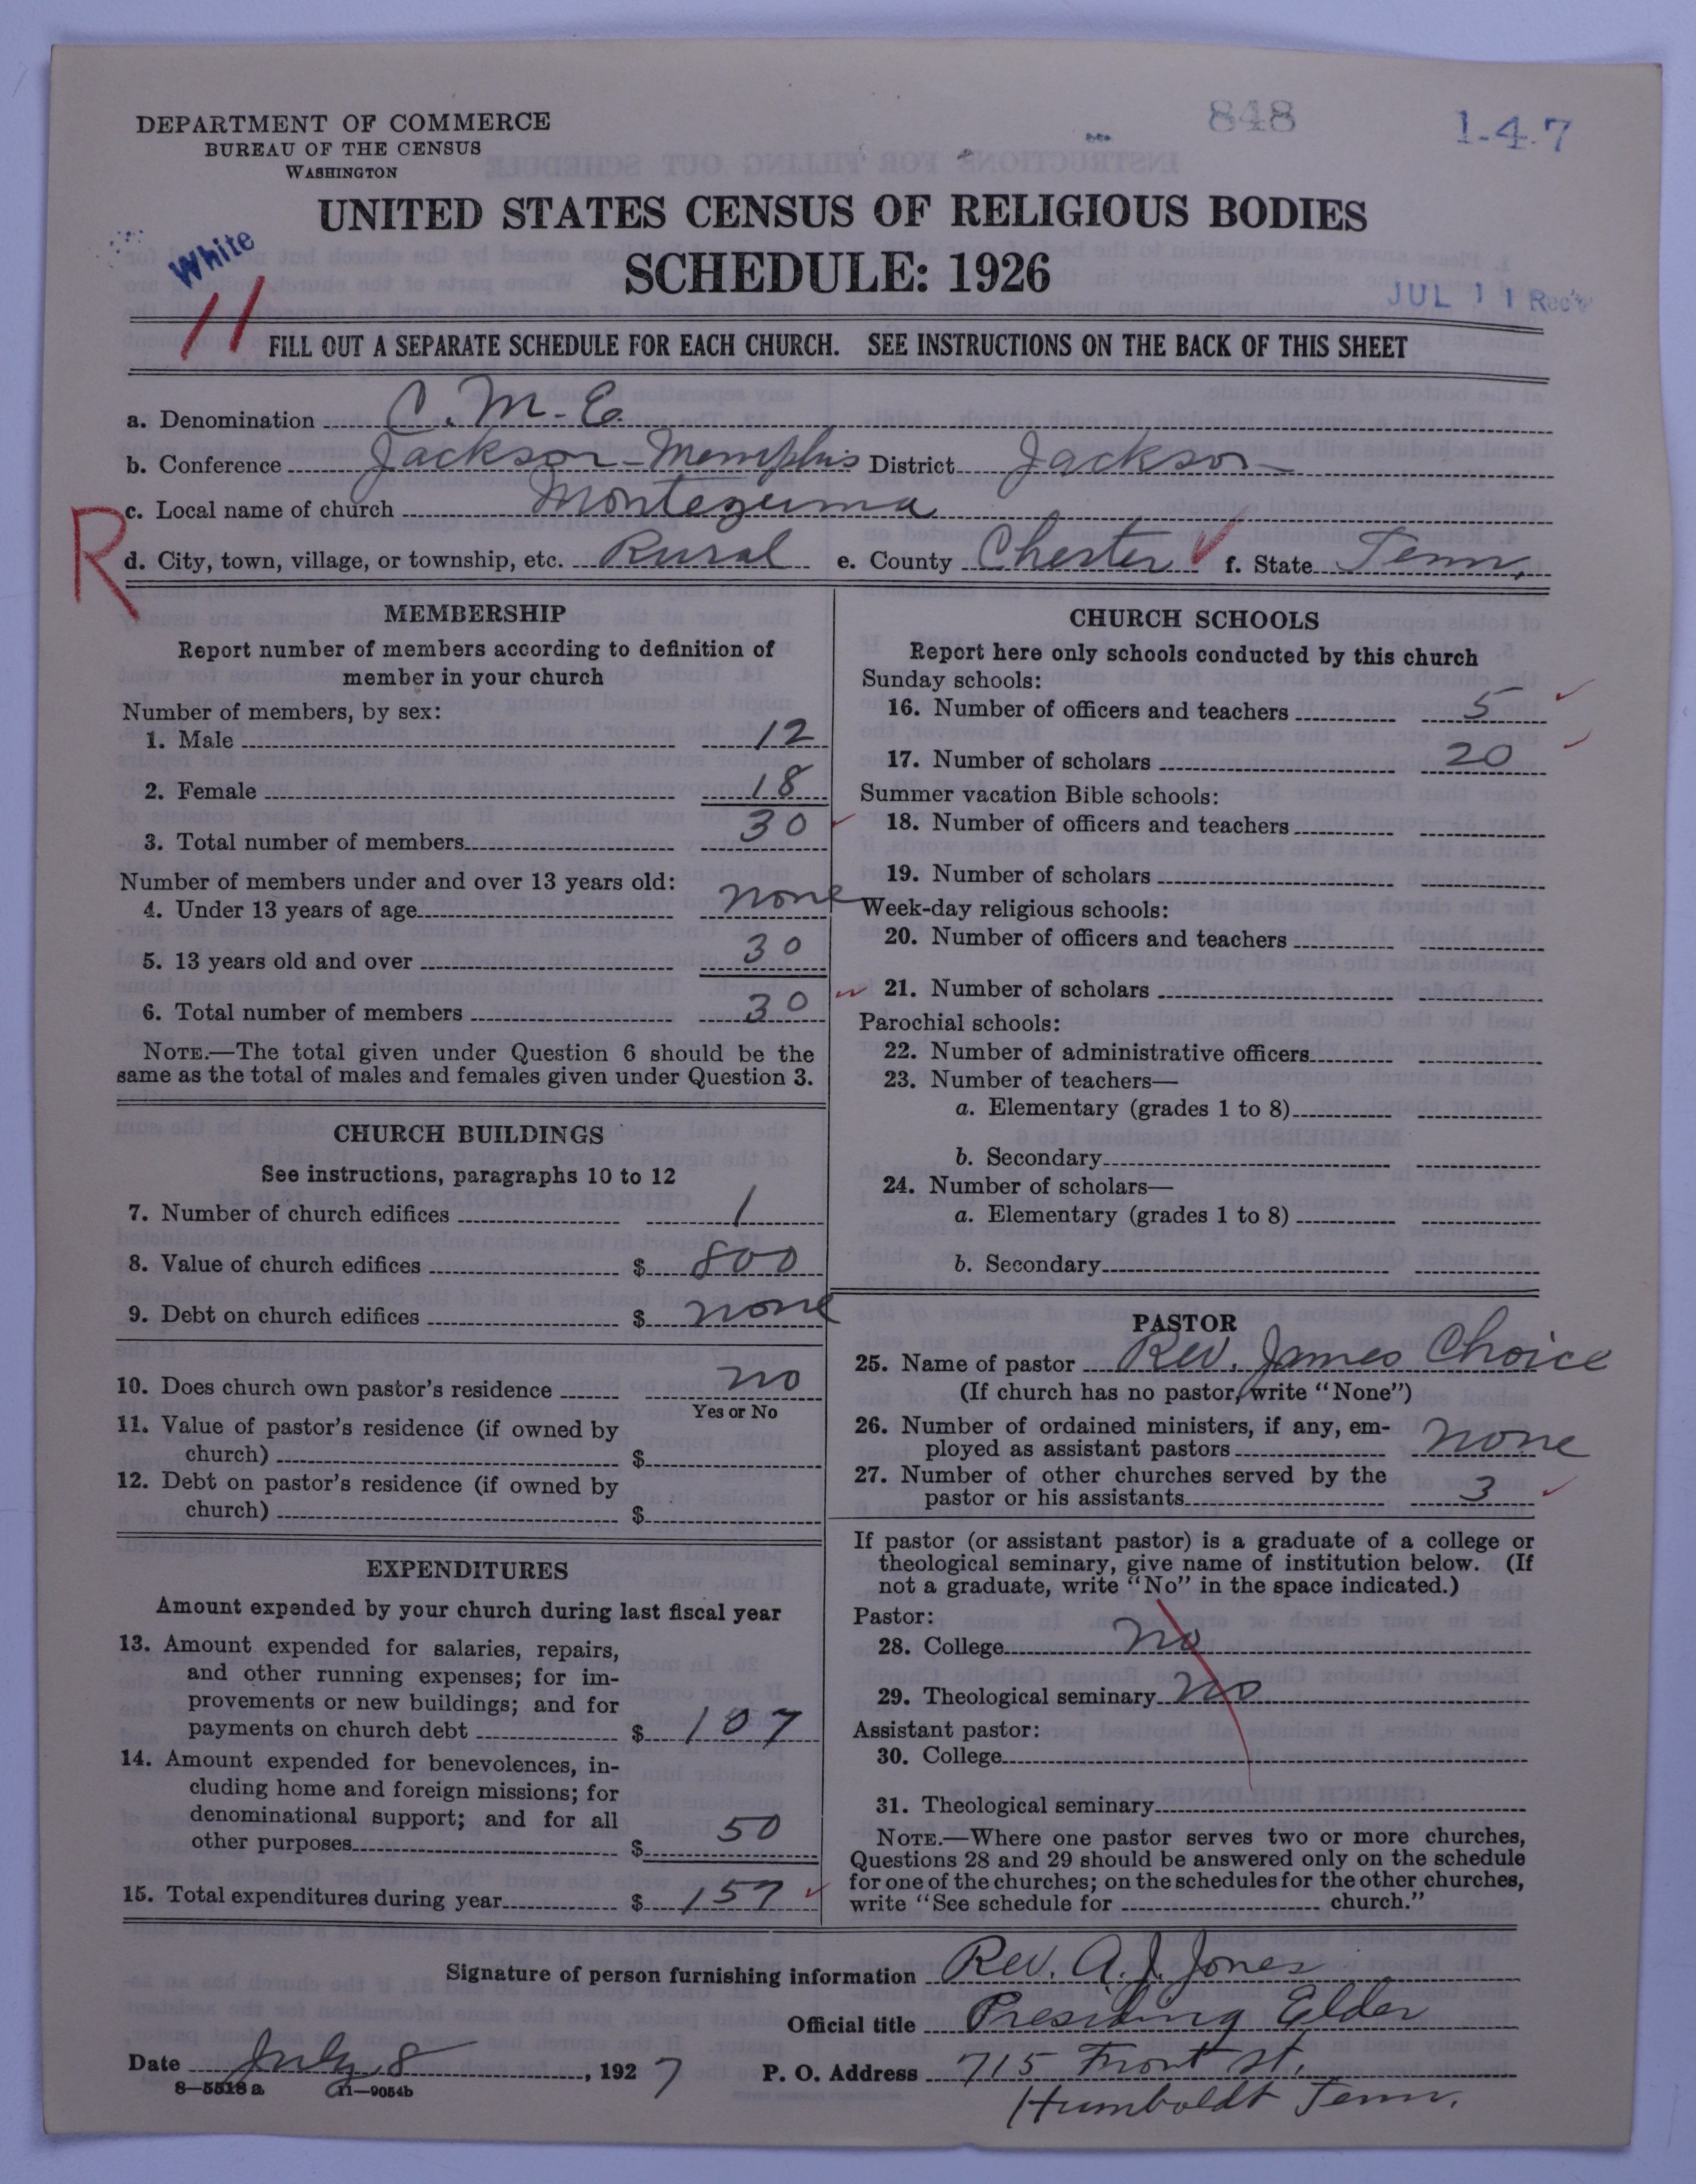 DEPARTMENT OF COMMERCE
BUREAU OF THE CENSUS
WASHINGTON
848
1-4-7
UNITED STATES CENSUS OF RELIGIOUS BODIES
SCHEDULE: 1926
White
11
JUL 11 Rec'd
FILL OUT A SEPARATE SCHEDULE FOR EACH CHURCH. SEE INSTRUCTIONS ON THE BACK OF THIS SHEET
a. Denomination C. M. E.
b. Conference Jackson-Memphis District Jackson
c. Local name of church Montezuma
R
d. City, town, village, or township, etc. Rural e. County Chester f. State Tenn.
MEMBERSHIP
Report number of members according to definition of
member in your church
Number of members, by sex:
1. Male 12
2. Female 18
3. Total number of members 30
Number of members under and over 13 years old:
4. Under 13 years of age none
5. 13 years old and over 30
6. Total number of members 30
NOTE.—The total given under Question 6 should be the
same as the total of males and females given under Question 3.
CHURCH BUILDINGS
See instructions, paragraphs 10 to 12
7. Number of church edifices 1
8. Value of church edifices $ 800
9. Debt on church edifices $ none
10. Does church own pastor's residence no
Yes or No
11. Value of pastor's residence (if owned by
church) $
12. Debt on pastor's residence (if owned by
church) $
EXPENDITURES
Amount expended by your church during last fiscal year
13. Amount expended for salaries, repairs,
and other running expenses; for im-
provements or new buildings; and for
payments on church debt $ 107
14. Amount expended for benevolences, in-
cluding home and foreign missions; for
denominational support; and for all
other purposes $ 50
15. Total expenditures during year $ 157
CHURCH SCHOOLS
Report here only schools conducted by this church
Sunday schools:
16. Number of officers and teachers 5
17. Number of scholars 20
Summer vacation Bible schools:
18. Number of officers and teachers
19. Number of scholars
Week-day religious schools:
20. Number of officers and teachers
21. Number of scholars
Parochial schools:
22. Number of administrative officers
23. Number of teachers—
a. Elementary (grades 1 to 8)
b. Secondary
24. Number of scholars—
a. Elementary (grades 1 to 8)
b. Secondary
PASTOR
25. Name of pastor Rev. James Choice
(If church has no pastor, write "None")
26. Number of ordained ministers, if any, em-
ployed as assistant pastors none
27. Number of other churches served by the
pastor or his assistants 3
If pastor (or assistant pastor) is a graduate of a college or
theological seminary, give name of institution below. (If
not a graduate, write "No" in the space indicated.)
Pastor:
28. College no
29. Theological seminary no
Assistant pastor:
30. College
31. Theological seminary
NOTE.—Where one pastor serves two or more churches,
Questions 28 and 29 should be answered only on the schedule
for one of the churches; on the schedules for the other churches,
write "See schedule for church."
Signature of person furnishing information Rev. A. J. Jones
Official title Presiding Elder
Date July 8, 1927 P. O. Address 715 Front st.
8—5518a 11—9054b
Humboldt Tenn.